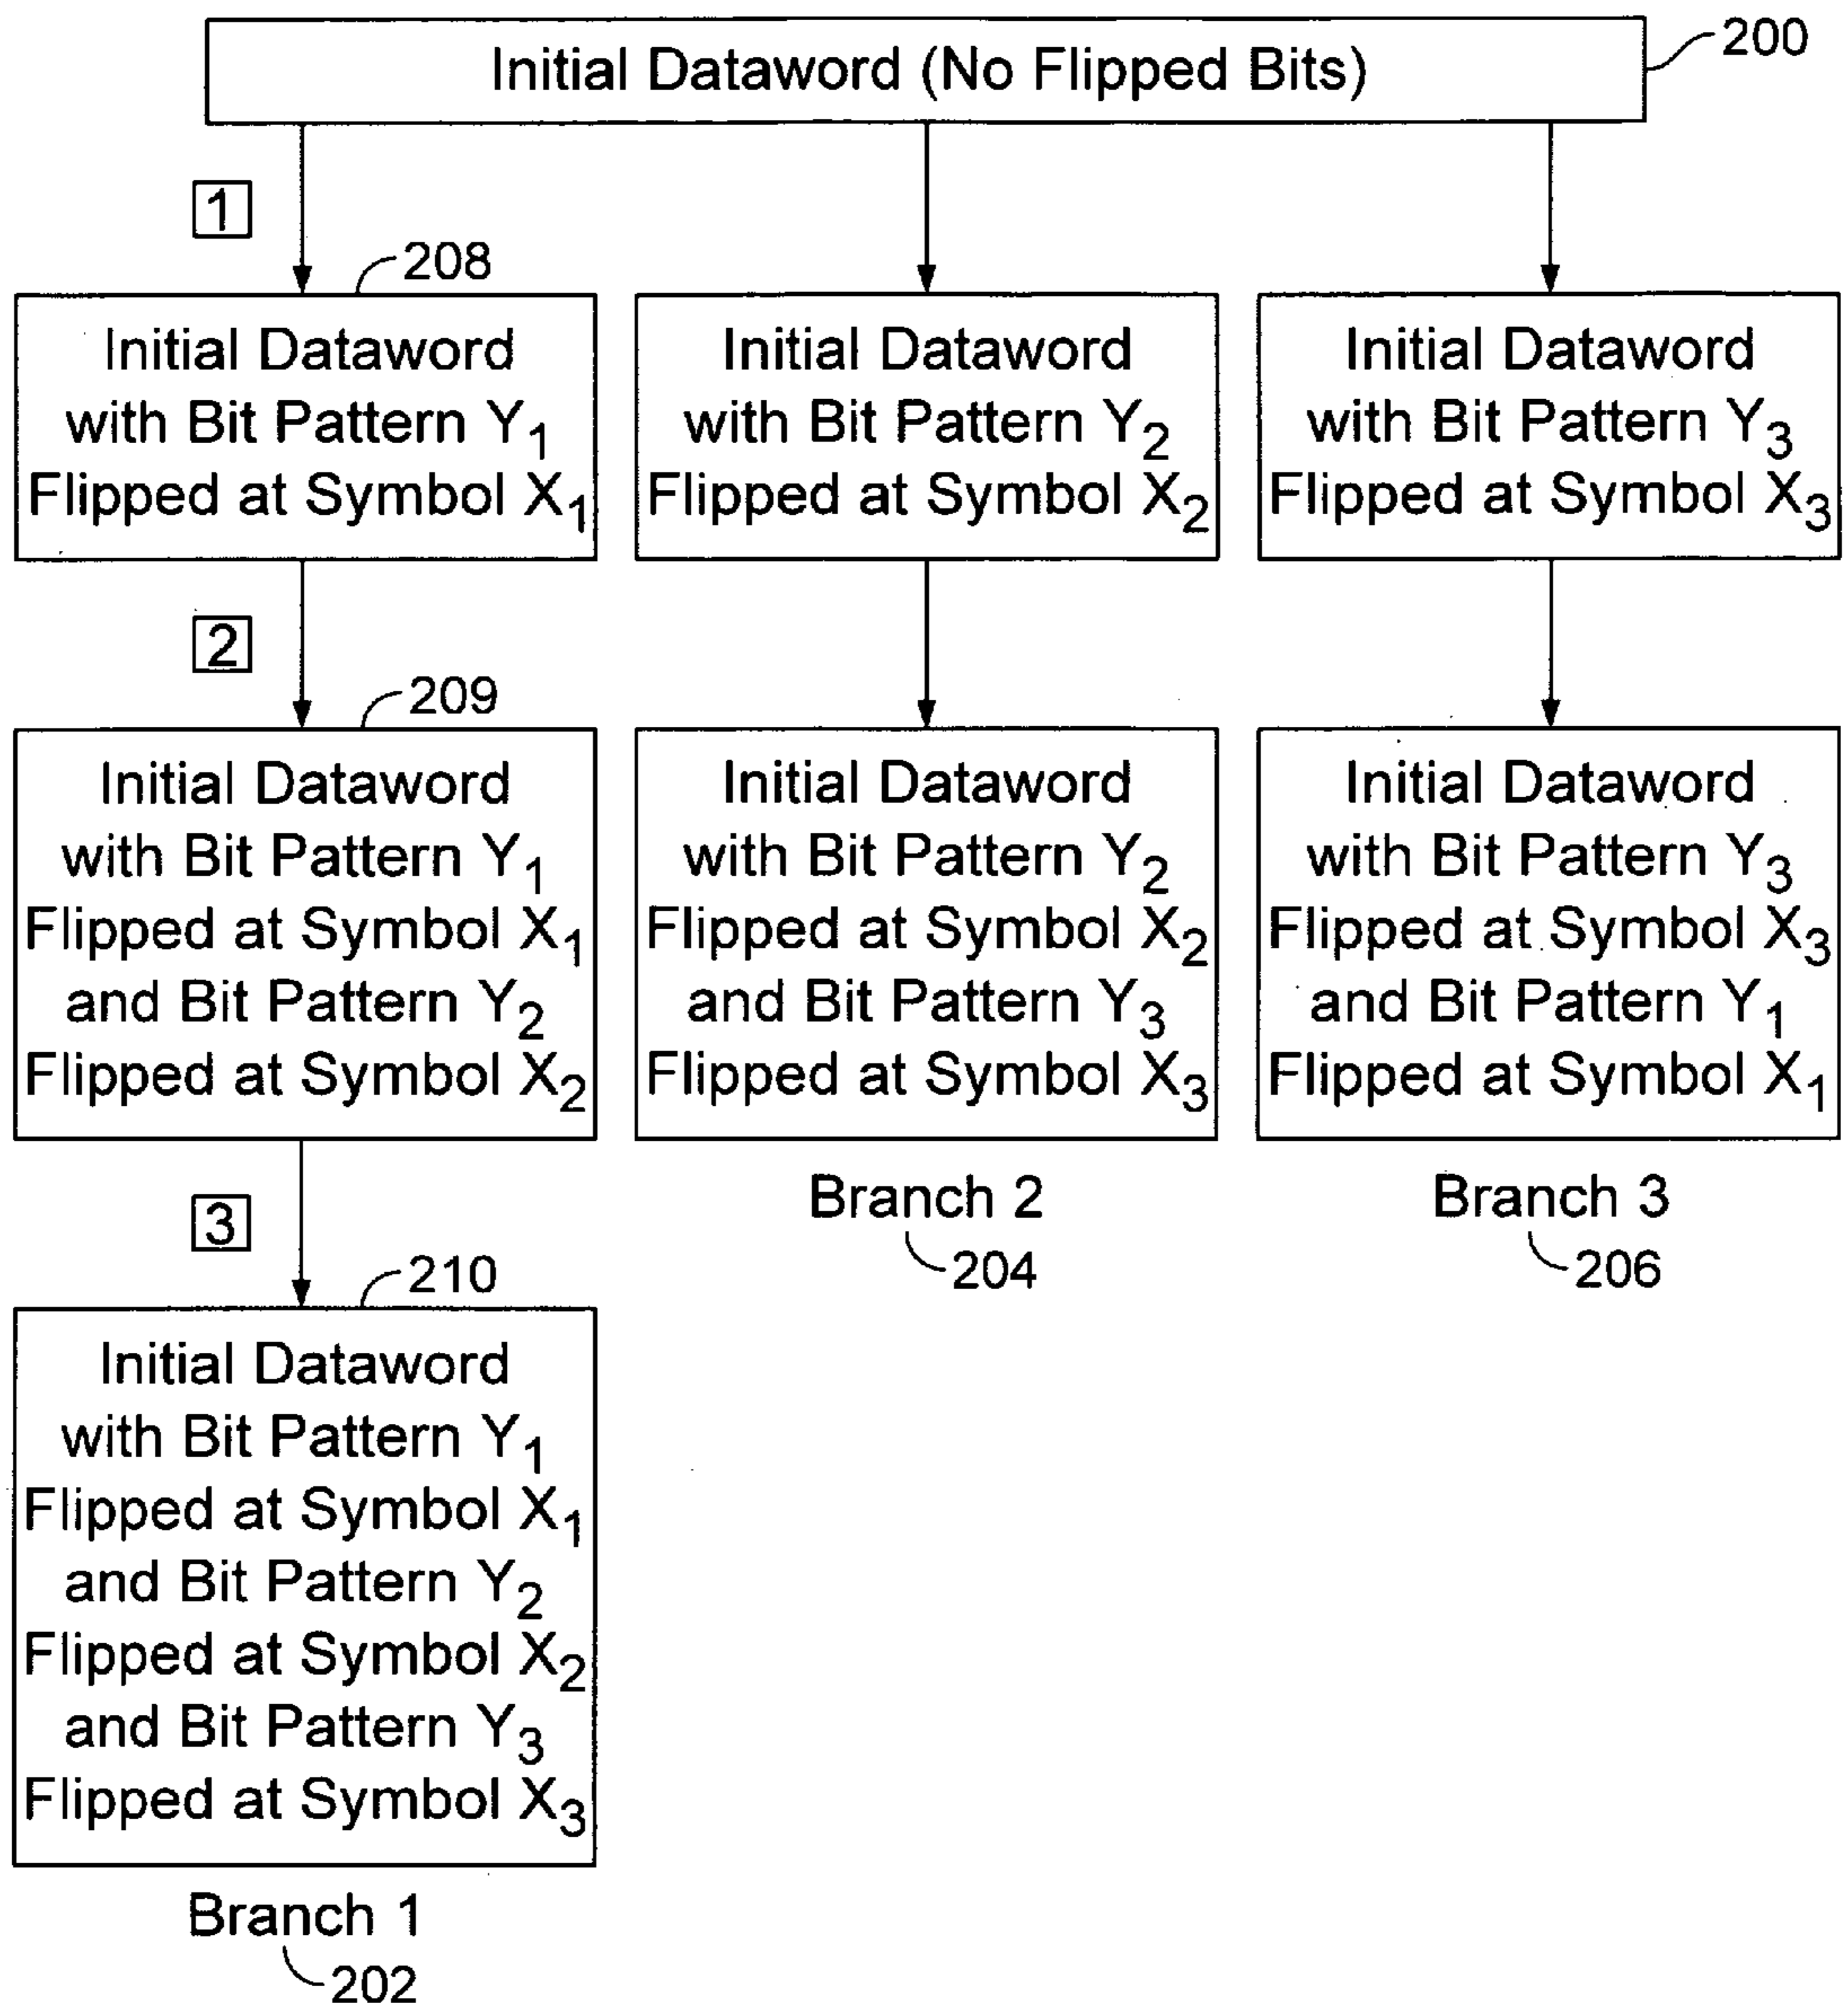 Initial Dataword (No Flipped Bits)
200
1
208
Initial Dataword
with Bit Pattern Y1
Flipped at Symbol X1
Initial Dataword
with Bit Pattern Y2
Flipped at Symbol X2
Initial Dataword
with Bit Pattern Y3
Flipped at Symbol X3
2
209
Initial Dataword
with Bit Pattern Y1
Flipped at Symbol X1
and Bit Pattern Y2
Flipped at Symbol X2
Initial Dataword
with Bit Pattern Y2
Flipped at Symbol X2
and Bit Pattern Y3
Flipped at Symbol X3
Initial Dataword
with Bit Pattern Y3
Flipped at Symbol X3
and Bit Pattern Y1
Flipped at Symbol X1
Branch 2
204
Branch 3
206
3
210
Initial Dataword
with Bit Pattern Y1
Flipped at Symbol X1
and Bit Pattern Y2
Flipped at Symbol X2
and Bit Pattern Y3
Flipped at Symbol X3
Branch 1
202